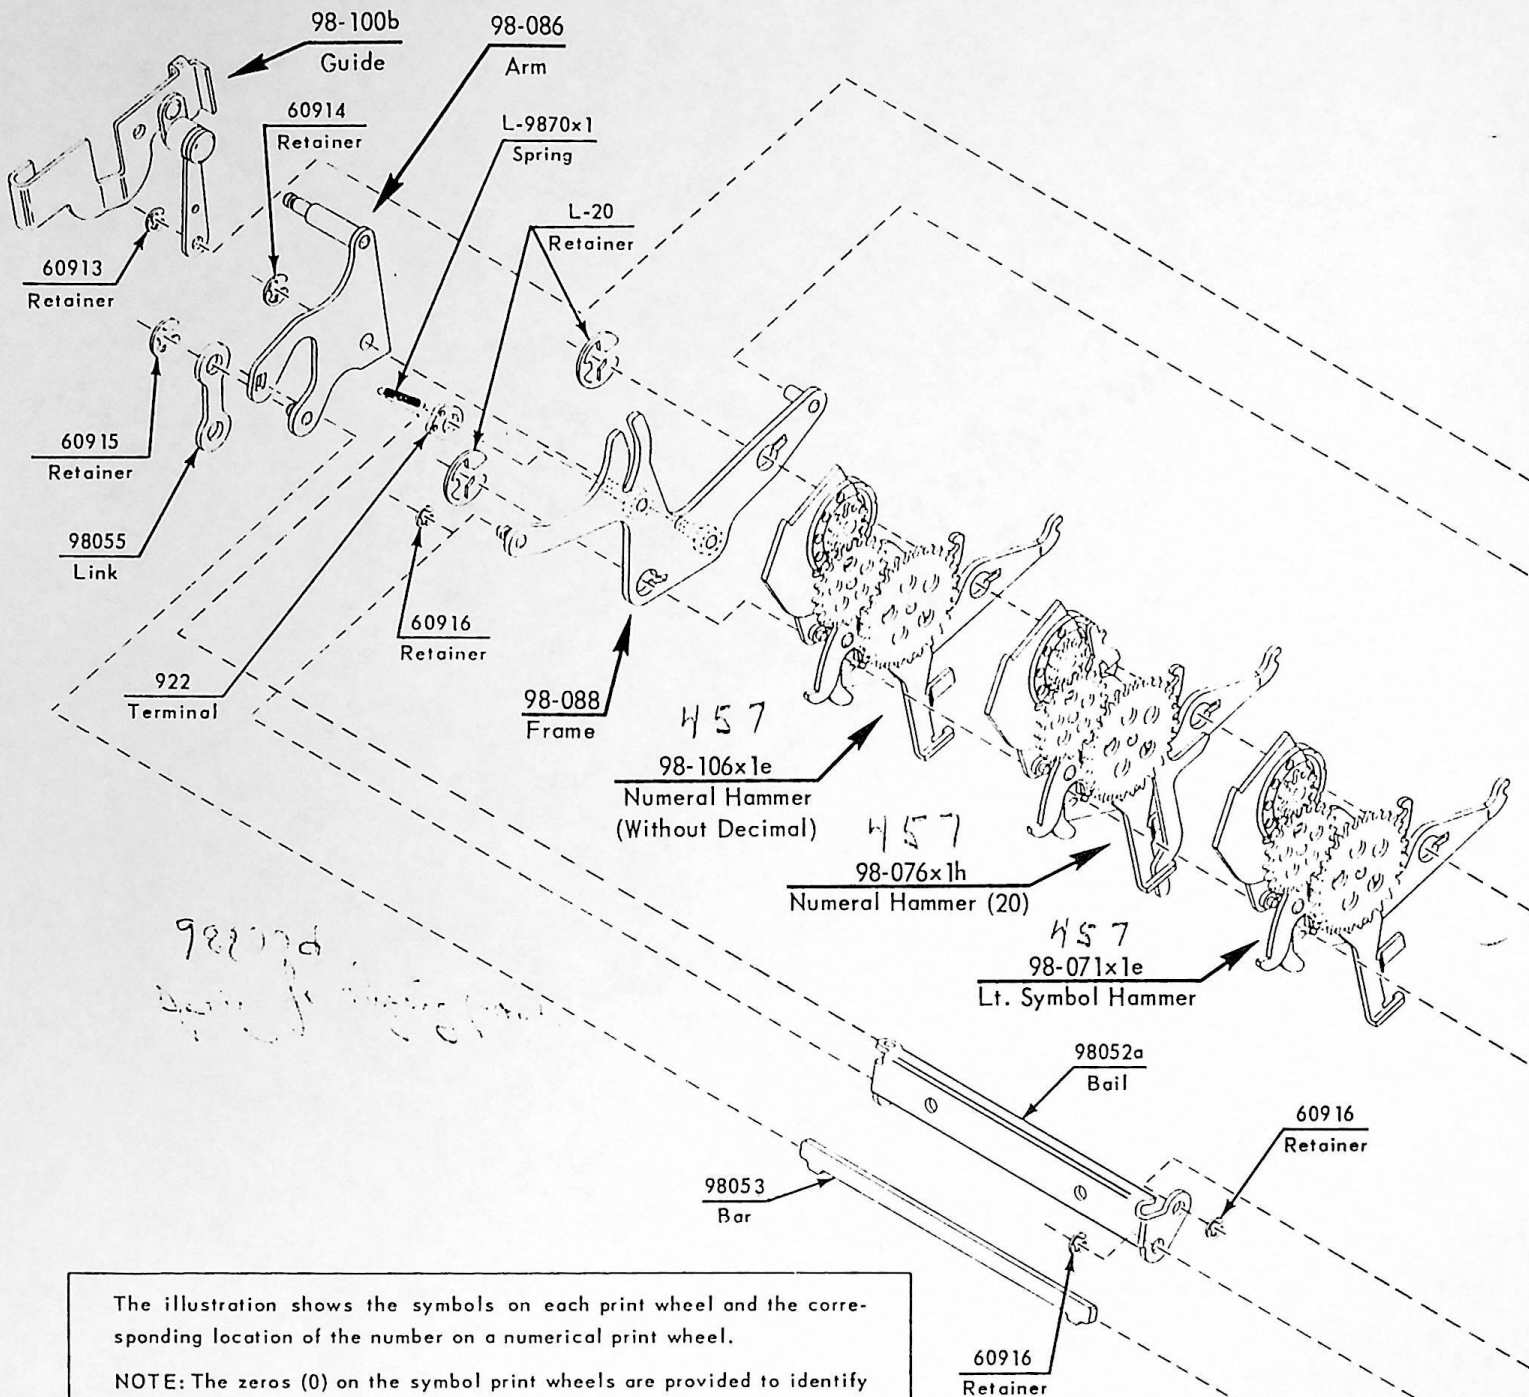 98-100b
Guide
98-086
Arm
60914
Retainer
L-9870x1
Spring
L-20
Retainer
60913
Retainer
60915
Retainer
98055
Link
60916
Retainer
922
Terminal
98-088
Frame
457
98-106x1e
Numeral Hammer
(Without Decimal)
457
98-076x1h
Numeral Hammer (20)
457
98-071x1e
Lt. Symbol Hammer
98052a
Bail
60916
Retainer
98053
Bar
60916
Retainer
The illustration shows the symbols on each print wheel and the corre-
sponding location of the number on a numerical print wheel.
NOTE: The zeros (0) on the symbol print wheels are provided to identify